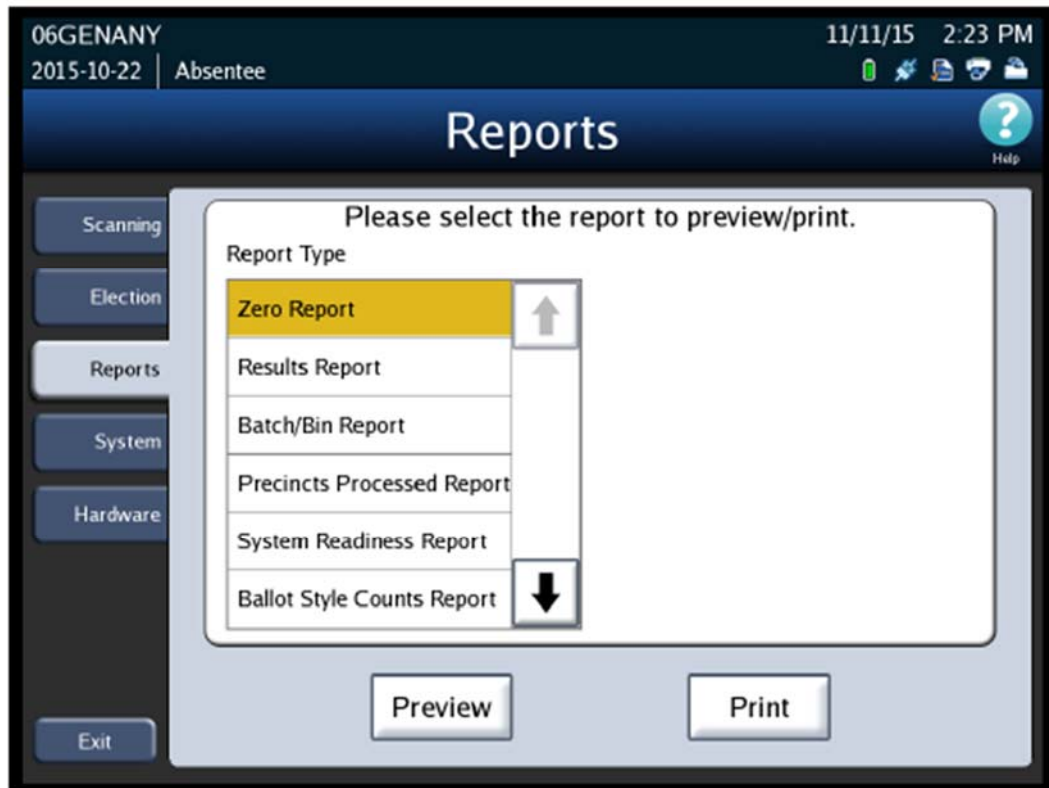 06GENANY
11/11/15 2:23 PM
2015-10-22 Absentee
Reports
Help
Scanning
Election
Reports
System
Hardware
Exit
Please select the report to preview/print.
Report Type
Zero Report
Results Report
Batch/Bin Report
Precincts Processed Report
System Readiness Report
Ballot Style Counts Report
Preview
Print